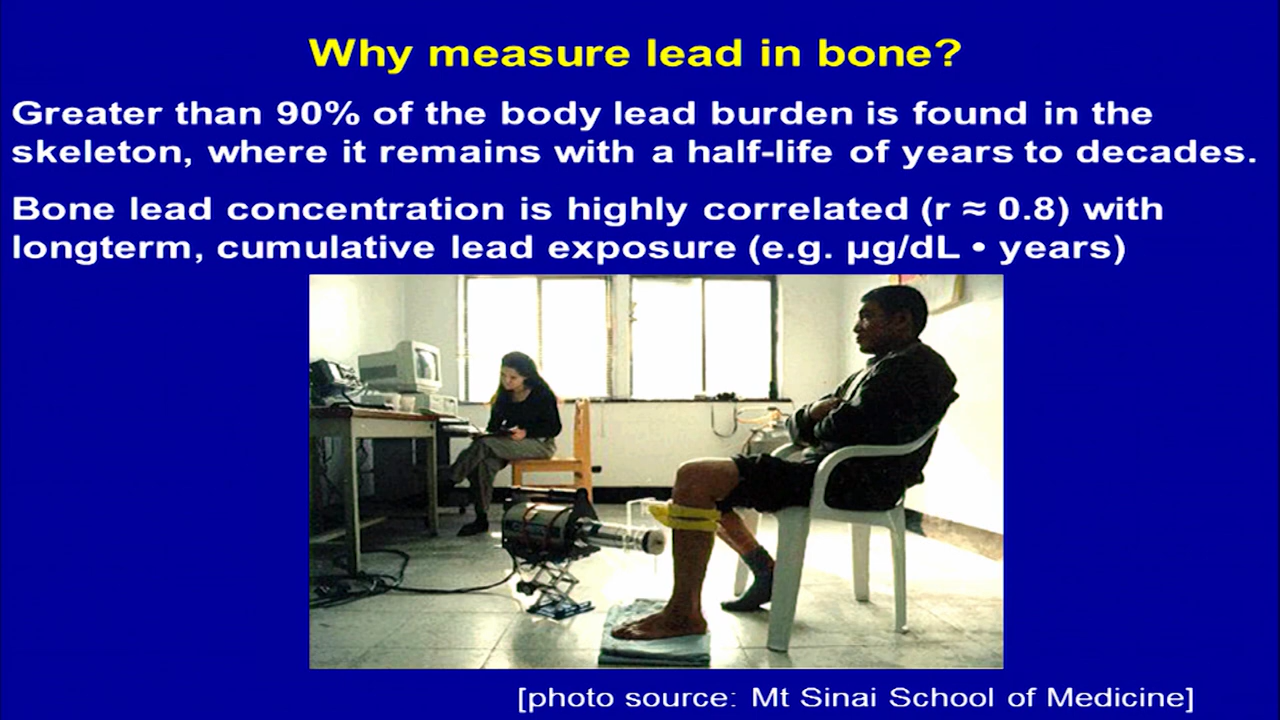 Why measure lead in bone?
Greater than 90% of the body lead burden is found in the
skeleton, where it remains with a half-life of years to decades.
Bone lead concentration is highly correlated (r ≈ 0.8) with
longterm, cumulative lead exposure (e.g. µg/dL • years)
[photo source: Mt Sinai School of Medicine]